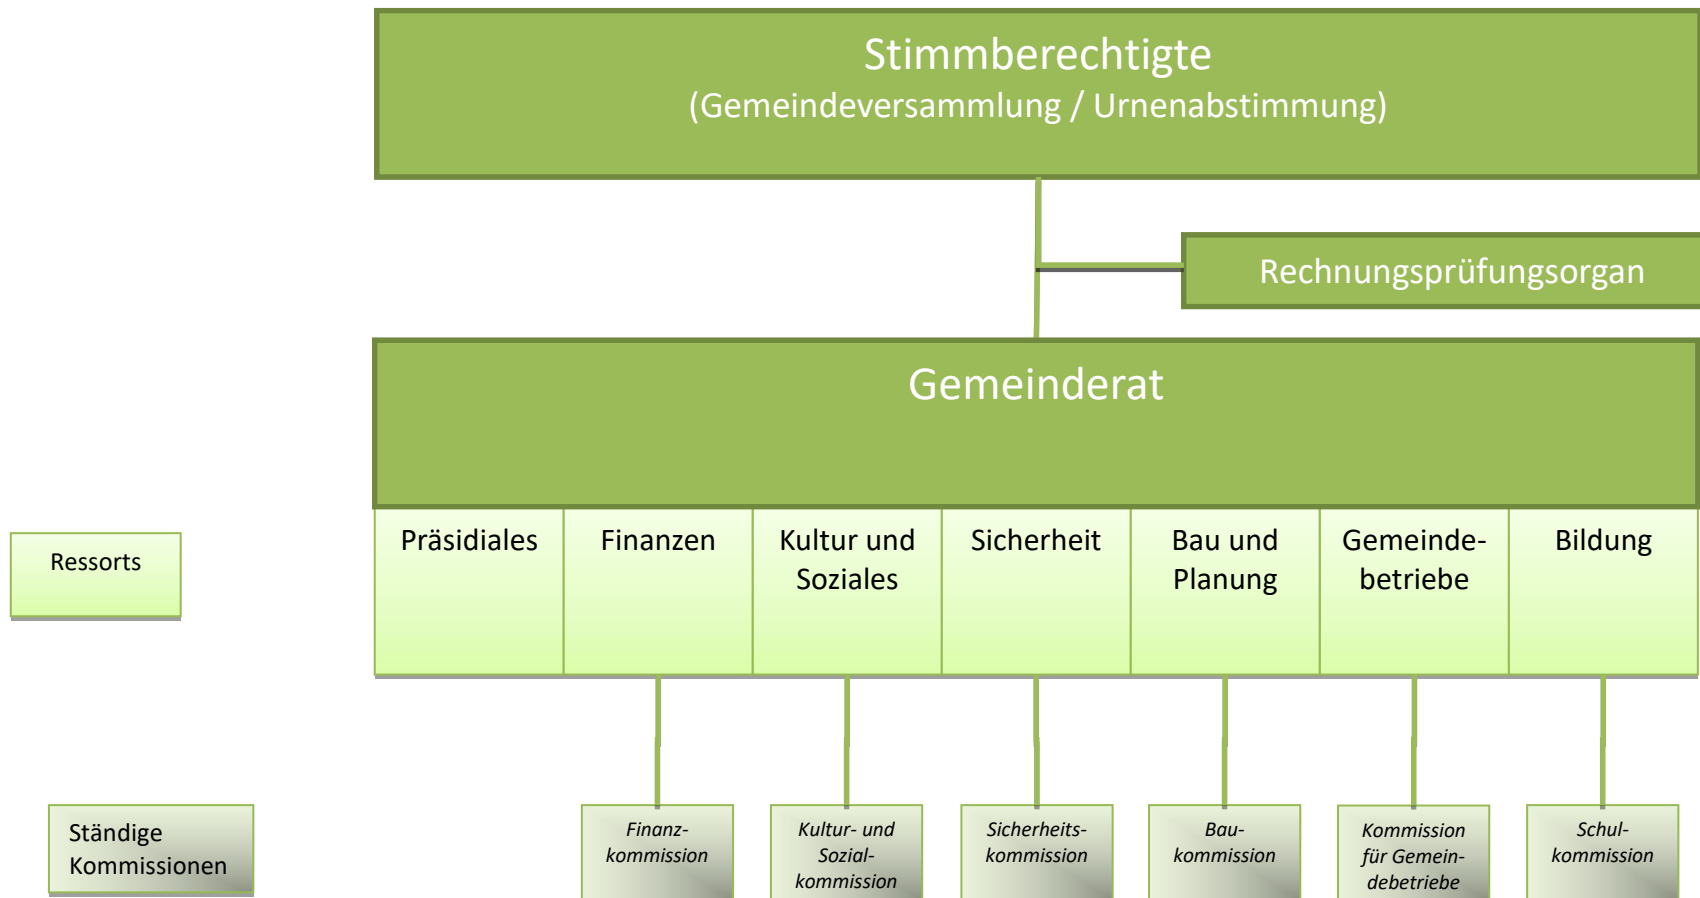 Stimmberechtigte
(Gemeindeversammlung / Urnenabstimmung)
Rechnungsprüfungsorgan
Gemeinderat
Ressorts
Präsidiales
Finanzen
Kultur und
Soziales
Sicherheit
Bau und
Planung
Gemeinde-
betriebe
Bildung
Ständige
Kommissionen
Finanz-
kommission
Kultur- und
Sozial-
kommission
Sicherheits-
kommission
Bau-
kommission
Kommission
für Gemein-
debetriebe
Schul-
kommission